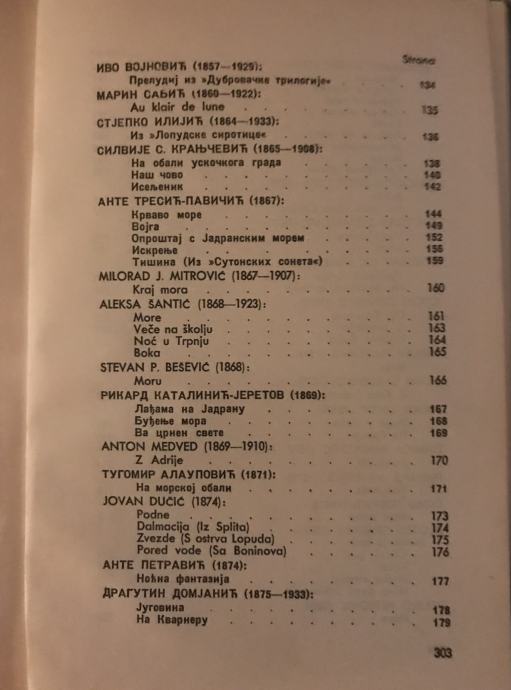 Strana
ИВО ВОЈНОВИЋ (1857—1929):
Прелудиј из »Дубровачке трилогије« 134
МАРИН САБИЋ (1860—1922):
Au klair de lune . . . . . . . . 135
СТЈЕПКО ИЛИЈИЋ (1864—1933):
Из »Лопудске сиротице« . . . . . . 136
СИЛВИЈЕ С. КРАЊЧЕВИЋ (1865—1908):
На обали ускочкога града . . . . . . 138
Наш чово . . . . . . . . . 140
Исељеник . . . . . . . . . 142
АНТЕ ТРЕСИЋ-ПАВИЧИЋ (1867):
Крваво море . . . . . . . . 144
Војга . . . . . . . . . . 149
Опроштај с Јадранским морем . . . . 152
Искрење . . . . . . . . . 156
Тишина (Из »Сутонских сонета«) . . . . 159
MILORAD J. MITROVIĆ (1867—1907):
Kraj mora . . . . . . . . . 160
ALEKSA ŠANTIĆ (1868—1923):
More . . . . . . . . . . 161
Veče na školju . . . . . . . . 163
Noć u Trpnju . . . . . . . . 164
Boka . . . . . . . . . . 165
STEVAN P. BEŠEVIĆ (1868):
Moru . . . . . . . . . . 166
РИКАРД КАТАЛИНИЋ-ЈЕРЕТОВ (1869):
Лађама на Јадрану . . . . . . . 167
Буђење мора . . . . . . . . 168
Ва црнен свете . . . . . . . . 169
ANTON MEDVED (1869—1910):
Z Adrije . . . . . . . . . 170
ТУГОМИР АЛАУПОВИЋ (1871):
На морској обали . . . . . . . 171
JOVAN DUČIĆ (1874):
Podne . . . . . . . . . . 173
Dalmacija (Iz Splita) . . . . . . 174
Zvezde (S ostrva Lopuda) . . . . . 175
Pored vode (Sa Boninova) . . . . . 176
АНТЕ ПЕТРАВИЋ (1874):
Ноћна фантазија . . . . . . . 177
ДРАГУТИН ДОМЈАНИЋ (1875—1933):
Југовина . . . . . . . . . 178
На Кварнеру . . . . . . . . 179
303